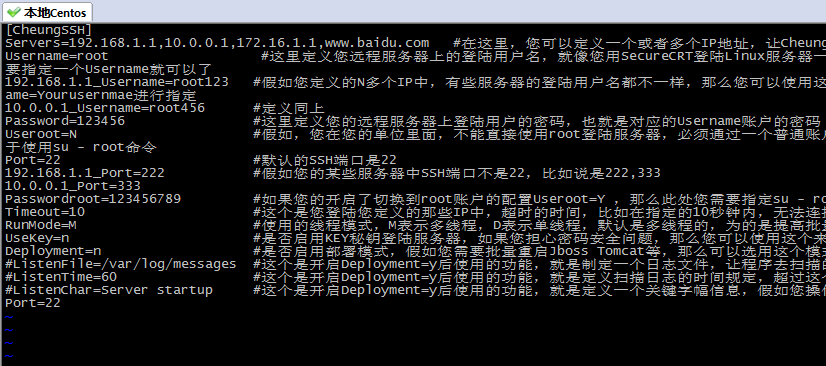 本地Centos
[CheungSSH]
Servers=192.168.1.1,10.0.0.1,172.16.1.1,www.baidu.com #在这里，您可以定义一个或者多个IP地址，让Cheung
Username=root #这里定义您远程服务器上的登陆用户名，就像您用SecureCRT登陆Linux服务器一
要指定一个Username就可以了
192.168.1.1_Username=root123 #假如您定义的N多个IP中，有些服务器的登陆用户名都不一样，那么您可以使用这
ame=Yourusernmae进行指定
10.0.0.1_Username=root456 #定义同上
Password=123456 #这里定义您的远程服务器上登陆用户的密码，也就是对应的Username账户的密码
Useroot=N #假如，您在您的单位里面，不能直接使用root登陆服务器，必须通过一个普通账户
于使用su - root命令
Port=22 #默认的SSH端口是22
192.168.1.1_Port=222 #假如您的某些服务器中SSH端口不是22，比如说是222,333
10.0.0.1_Port=333
Passwordroot=123456789 #如果您的开启了切换到root账户的配置Useroot=Y ，那么此处您需要指定su - ro
Timeout=10 #这个是您登陆您定义的那些IP中，超时的时间，比如在指定的10秒钟内，无法连接
RunMode=M #使用的线程模式，M表示多线程，D表示单线程，默认是多线程的，为的是提高批量
UseKey=n #是否启用KEY秘钥登陆服务器，如果您担心密码安全问题，那么您可以使用这个来
Deployment=n #是否启用部署模式，假如您需要批量重启Jboss Tomcat等，那么可以选用这个模式
#ListenFile=/var/log/messages #这个是开启Deployment=y后使用的功能，就是制定一个日志文件，让程序去扫描的
#ListenTime=60 #这个是开启Deployment=y后使用的功能，就是定义扫描日志的时间规定，超过这个
#ListenChar=Server startup #这个是开启Deployment=y后使用的功能，就是定义一个关键字幅信息，假如您操作
Port=22
~
~
~